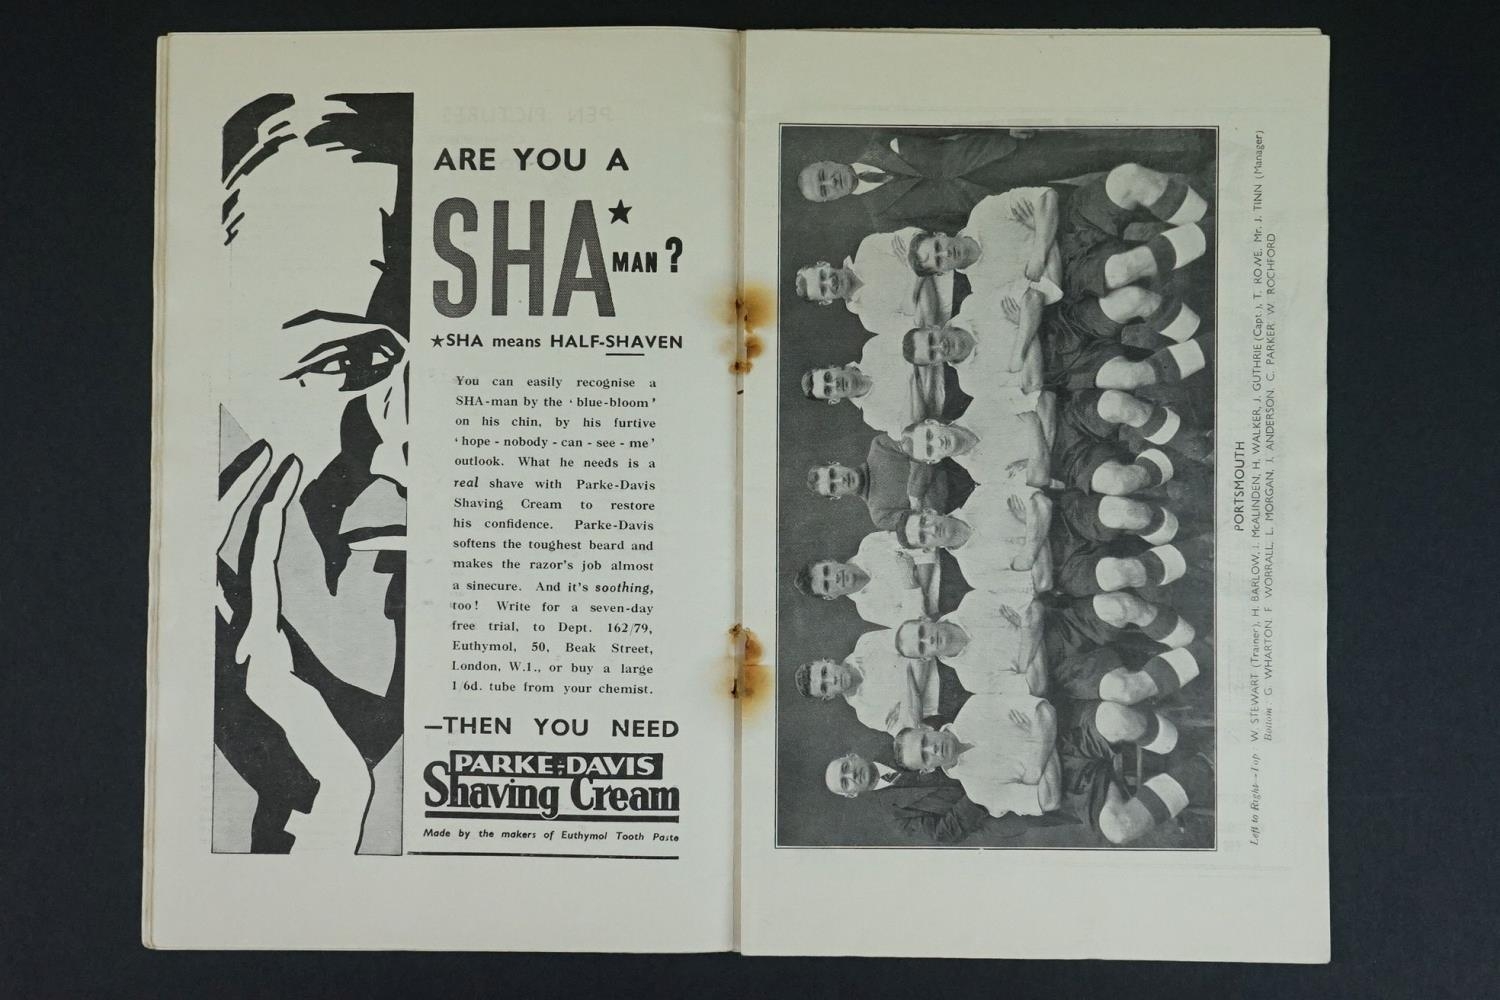 ARE YOU A
SHA★
MAN?
★SHA means HALF-SHAVEN
You can easily recognise a
SHA-man by the ‘blue-bloom’
on his chin, by his furtive
‘hope - nobody - can - see - me’
outlook. What he needs is a
real shave with Parke-Davis
Shaving Cream to restore
his confidence. Parke-Davis
softens the toughest beard and
makes the razor's job almost
a sinecure. And it's soothing,
too! Write for a seven-day
free trial, to Dept. 162/79,
Euthymol, 50, Beak Street,
London, W.1., or buy a large
1/6d. tube from your chemist.
—THEN YOU NEED
PARKE-DAVIS
Shaving Cream
Made by the makers of Euthymol Tooth Paste
PORTSMOUTH
Left to Right—Top: W. STEWART (Trainer), H. BARLOW, J. McALINDEN, H. WALKER, J. GUTHRIE (Capt.), T. ROWE, Mr. J. TINN (Manager)
Bottom: G. WHARTON, F. WORRALL, L. MORGAN, J. ANDERSON, C. PARKER, W. ROCHFORD